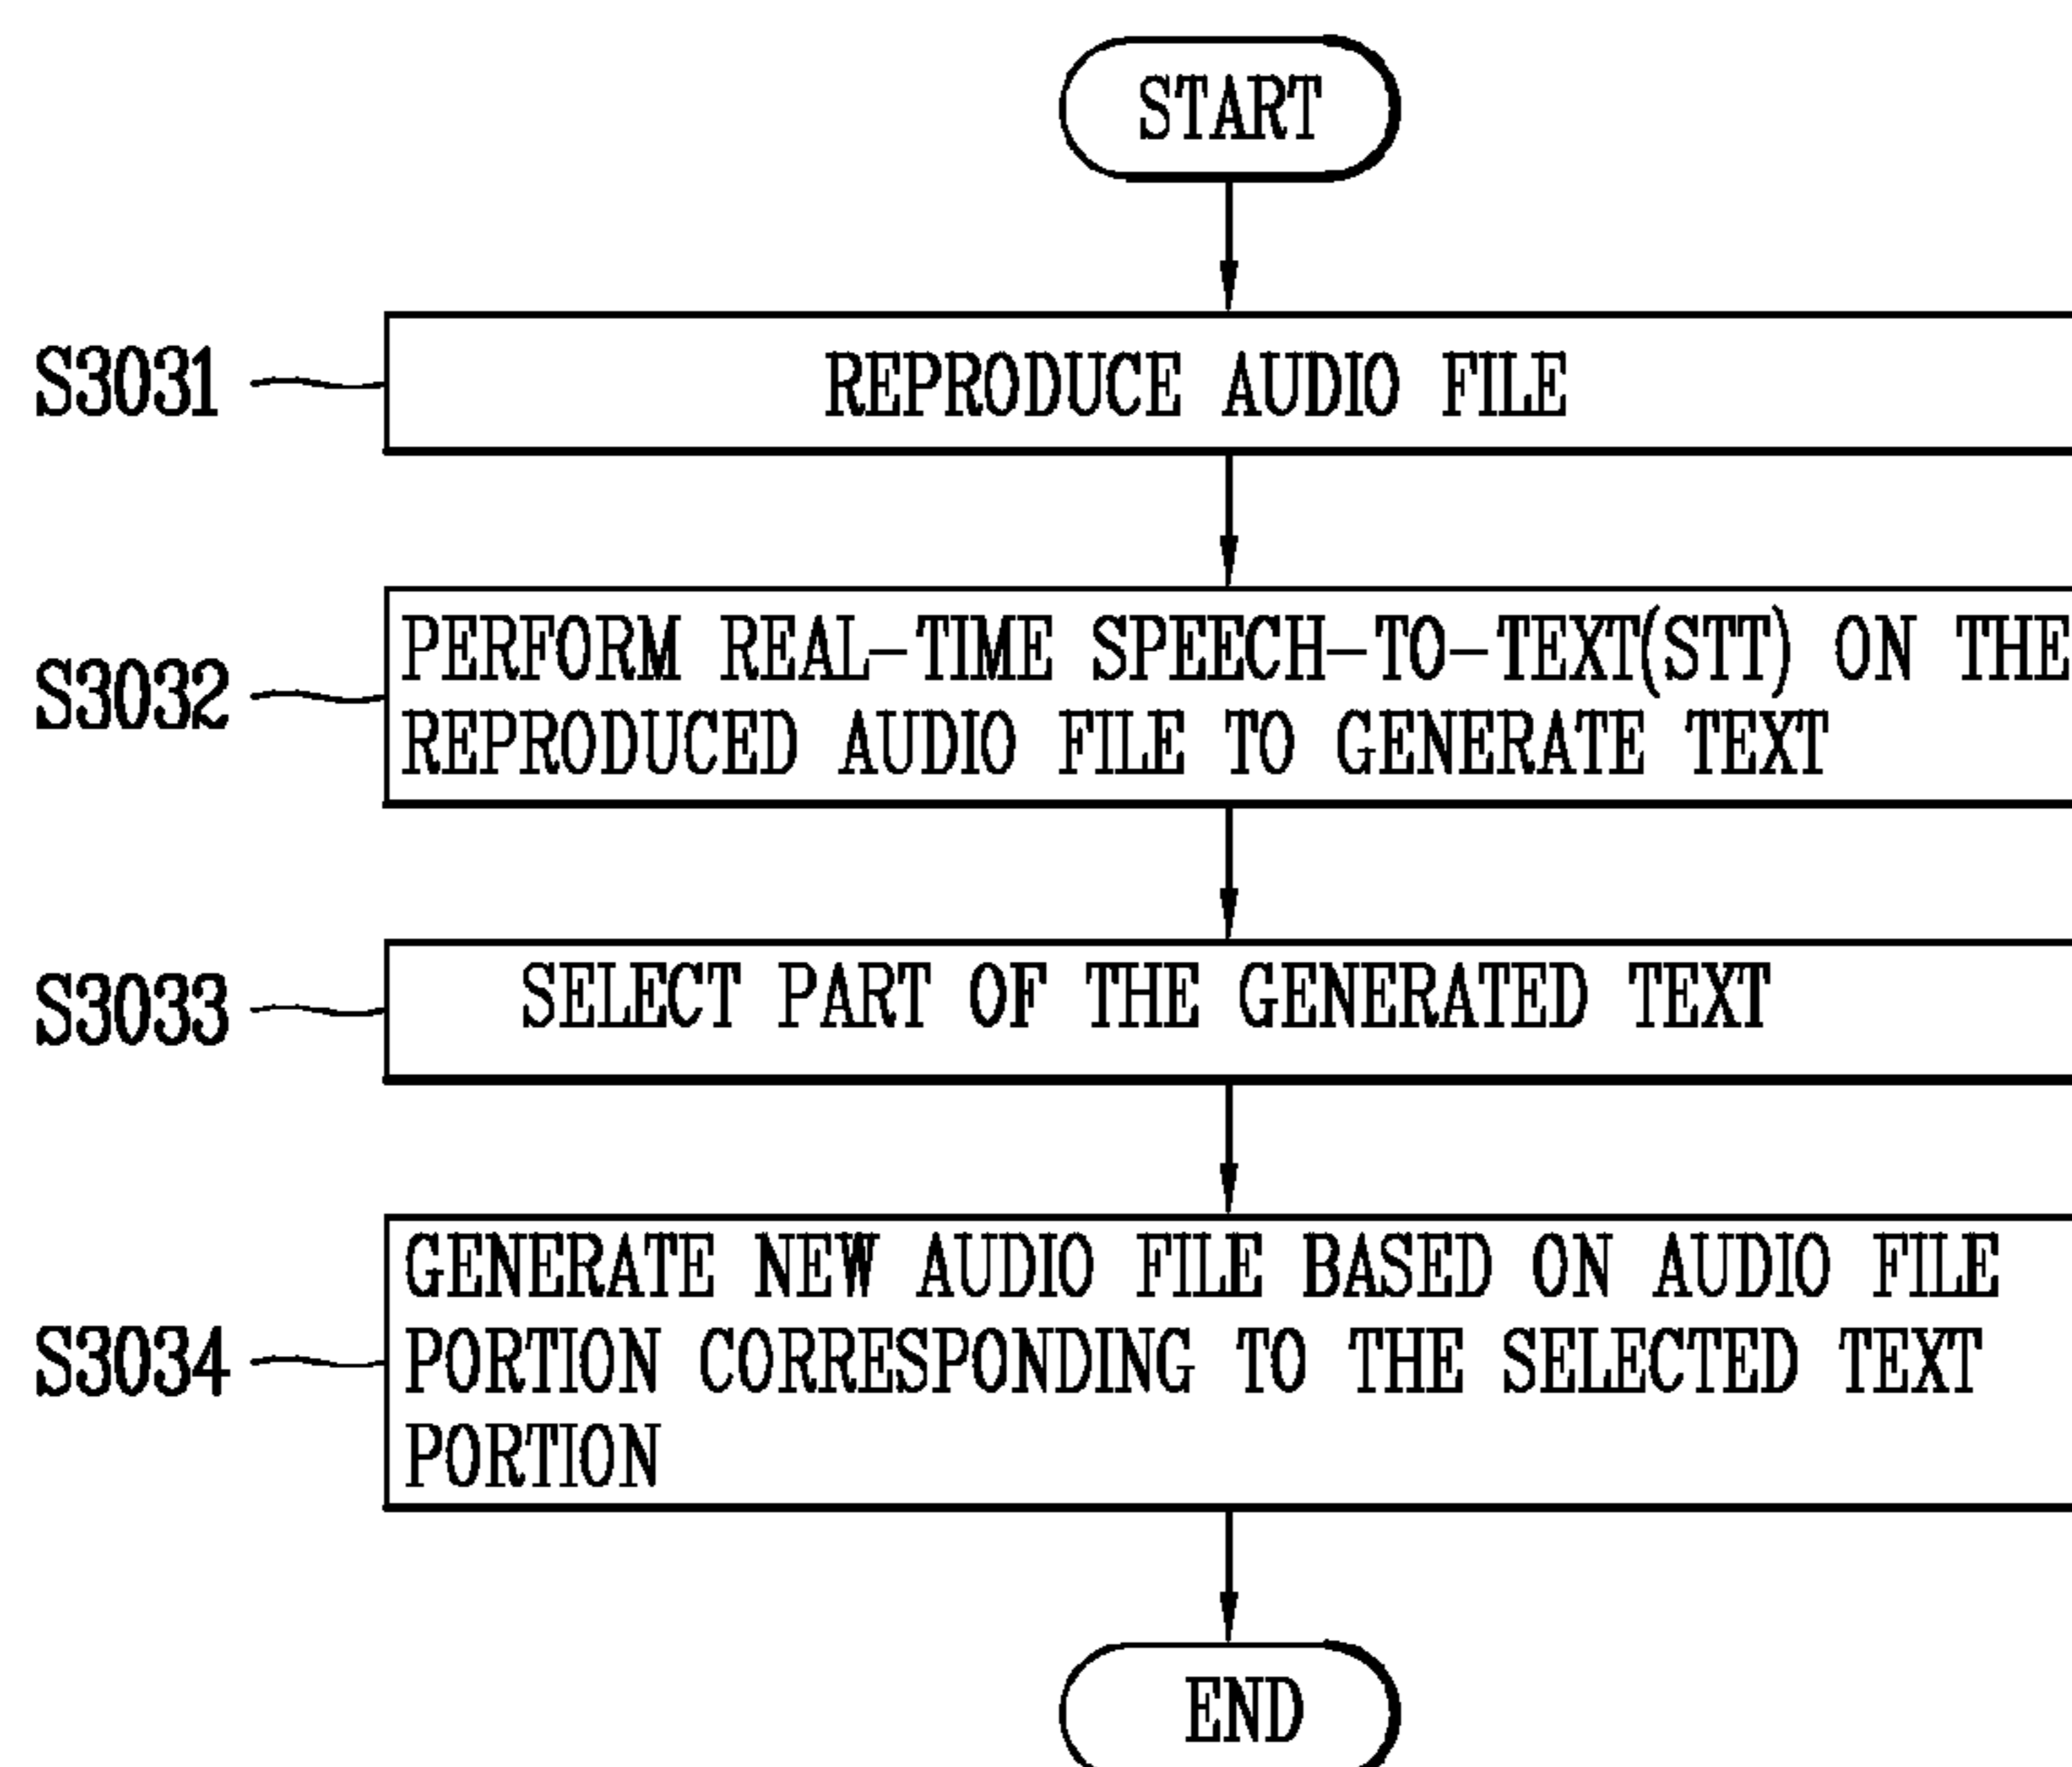 START
S3031
REPRODUCE AUDIO FILE
S3032
PERFORM REAL-TIME SPEECH-TO-TEXT(STT) ON THE
REPRODUCED AUDIO FILE TO GENERATE TEXT
S3033
SELECT PART OF THE GENERATED TEXT
S3034
GENERATE NEW AUDIO FILE BASED ON AUDIO FILE
PORTION CORRESPONDING TO THE SELECTED TEXT
PORTION
END